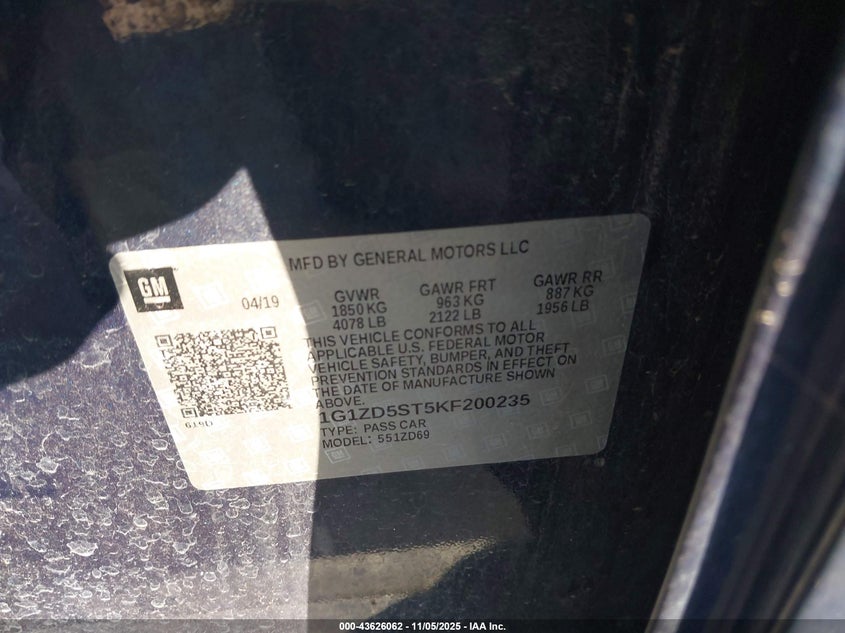 MFD BY GENERAL MOTORS LLC
GM
04/19
GVWR GAWR FRT GAWR RR
1850 KG 963 KG 887 KG
4078 LB 2122 LB 1956 LB
THIS VEHICLE CONFORMS TO ALL
APPLICABLE U.S. FEDERAL MOTOR
VEHICLE SAFETY, BUMPER, AND THEFT
PREVENTION STANDARDS IN EFFECT ON
THE DATE OF MANUFACTURE SHOWN
ABOVE.
1G1ZD5ST5KF200235
TYPE: PASS CAR
MODEL: 551ZD69
000-43626062 - 11/05/2025 - IAA Inc.